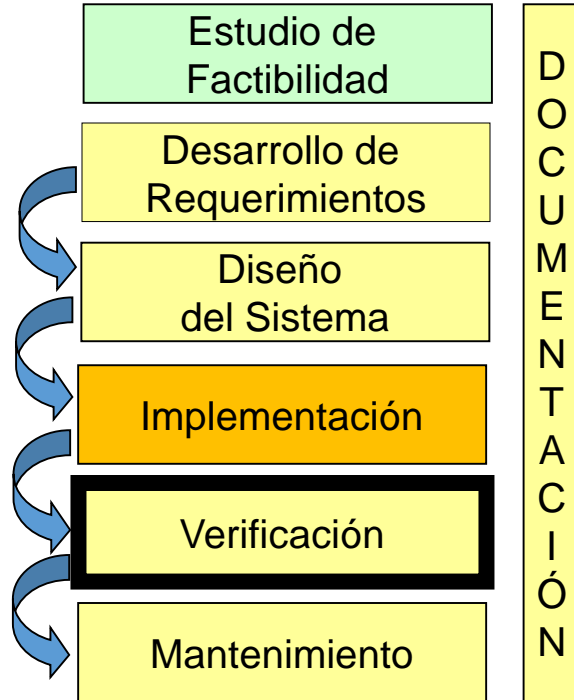 Estudio de
Factibilidad
Desarrollo de
Requerimientos
Diseño
del Sistema
Implementación
Verificación
Mantenimiento
D
O
C
U
M
E
N
T
A
C
I
Ó
N